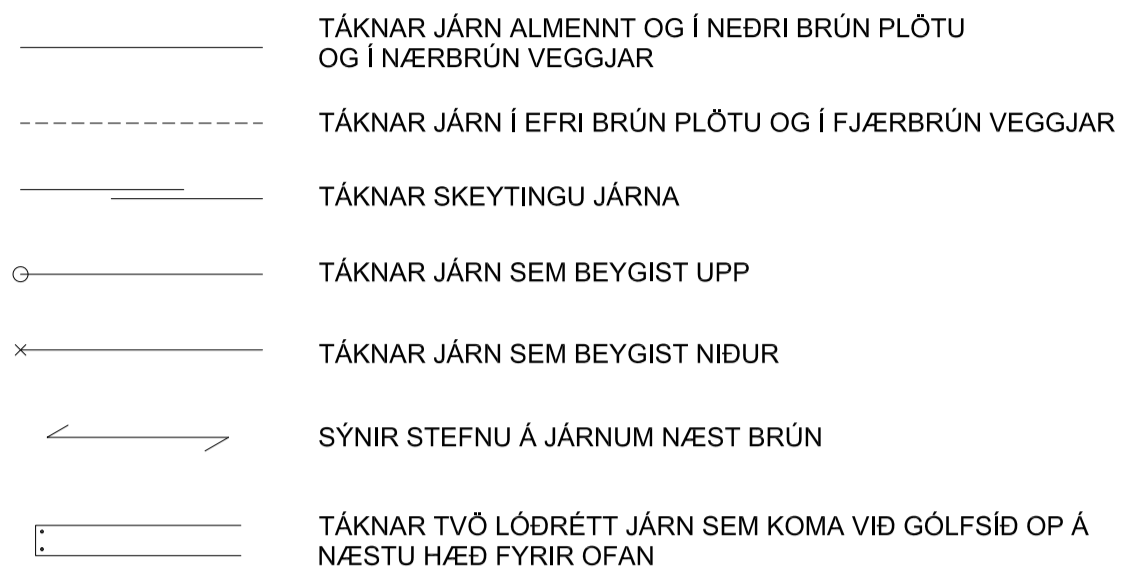 TÁKNAR JÁRN ALMENNT OG Í NEÐRI BRÚN PLÖTU
OG Í NÆRBRÚN VEGGJAR
TÁKNAR JÁRN Í EFRI BRÚN PLÖTU OG Í FJÆRBRÚN VEGGJAR
TÁKNAR SKEYTINGU JÁRNA
TÁKNAR JÁRN SEM BEYGIST UPP
TÁKNAR JÁRN SEM BEYGIST NIÐUR
SÝNIR STEFNU Á JÁRNUM NÆST BRÚN
TÁKNAR TVÖ LÓÐRÉTT JÁRN SEM KOMA VIÐ GÓLFSÍÐ OP Á
NÆSTU HÆÐ FYRIR OFAN